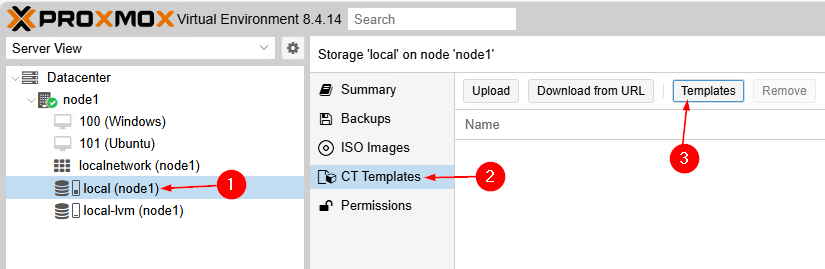 PROXMOX Virtual Environment 8.4.14 Search
Server View
Storage 'local' on node 'node1'
Datacenter
node1
100 (Windows)
101 (Ubuntu)
localnetwork (node1)
local (node1)
local-lvm (node1)
1
Summary
Backups
ISO Images
CT Templates
Permissions
2
Upload Download from URL Templates Remove
Name
3